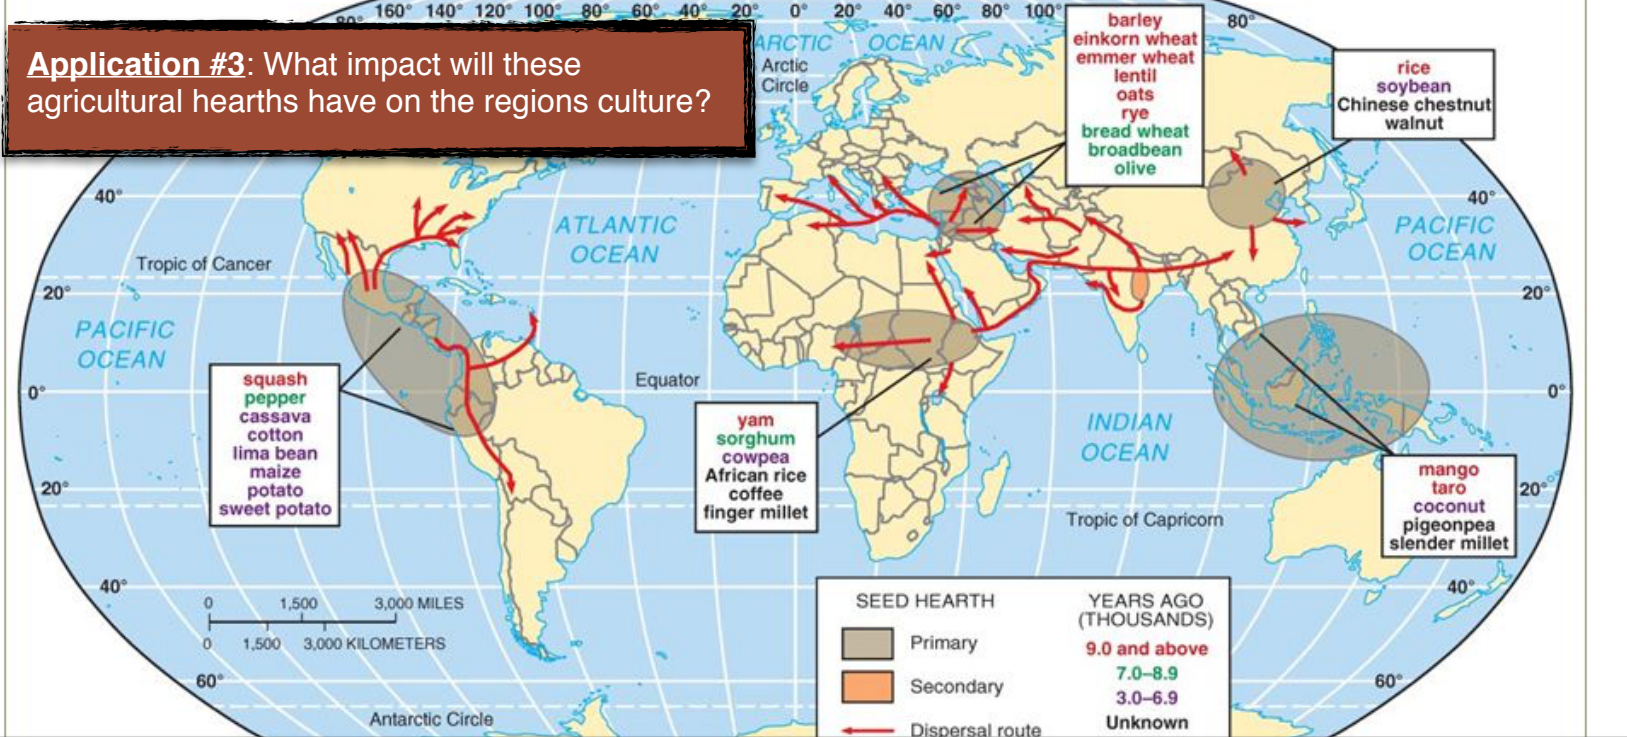 80° 160° 140° 120° 100° 80° 60° 40° 20° 0° 20° 40° 60° 80° 100° 80°
Application #3: What impact will these
agricultural hearths have on the regions culture?
ARCTIC OCEAN
Arctic
Circle
barley
einkorn wheat
emmer wheat
lentil
oats
rye
bread wheat
broadbean
olive
rice
soybean
Chinese chestnut
walnut
40°
40°
ATLANTIC
OCEAN
PACIFIC
OCEAN
Tropic of Cancer
20°
20°
PACIFIC
OCEAN
squash
pepper
cassava
cotton
lima bean
maize
potato
sweet potato
0°
Equator
0°
yam
sorghum
cowpea
African rice
coffee
finger millet
INDIAN
OCEAN
mango
taro
coconut
pigeonpea
slender millet
20°
20°
Tropic of Capricorn
40°
40°
0 1,500 3,000 MILES
0 1,500 3,000 KILOMETERS
60°
60°
Antarctic Circle
SEED HEARTH
Primary
Secondary
Dispersal route
YEARS AGO
(THOUSANDS)
9.0 and above
7.0–8.9
3.0–6.9
Unknown